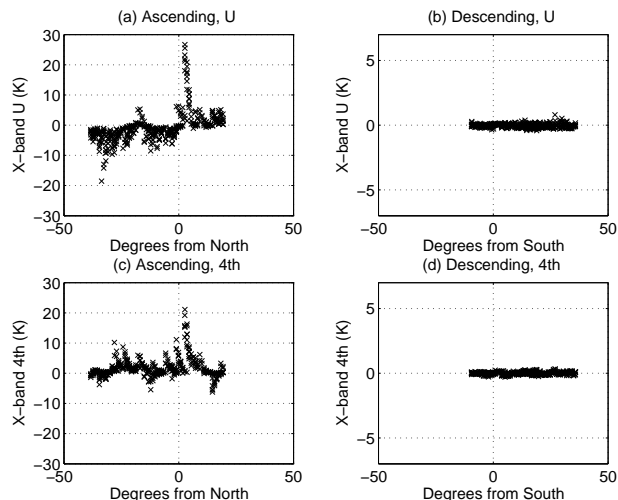 (a) Ascending, U
30
20
10
0
−10
−20
−30
−50
0
50
X−band U (K)
Degrees from North
(b) Descending, U
5
0
−5
−50
0
50
X−band U (K)
Degrees from South
(c) Ascending, 4th
30
20
10
0
−10
−20
−30
−50
0
50
X−band 4th (K)
Degrees from North
(d) Descending, 4th
5
0
−5
−50
0
50
X−band 4th (K)
Degrees from South